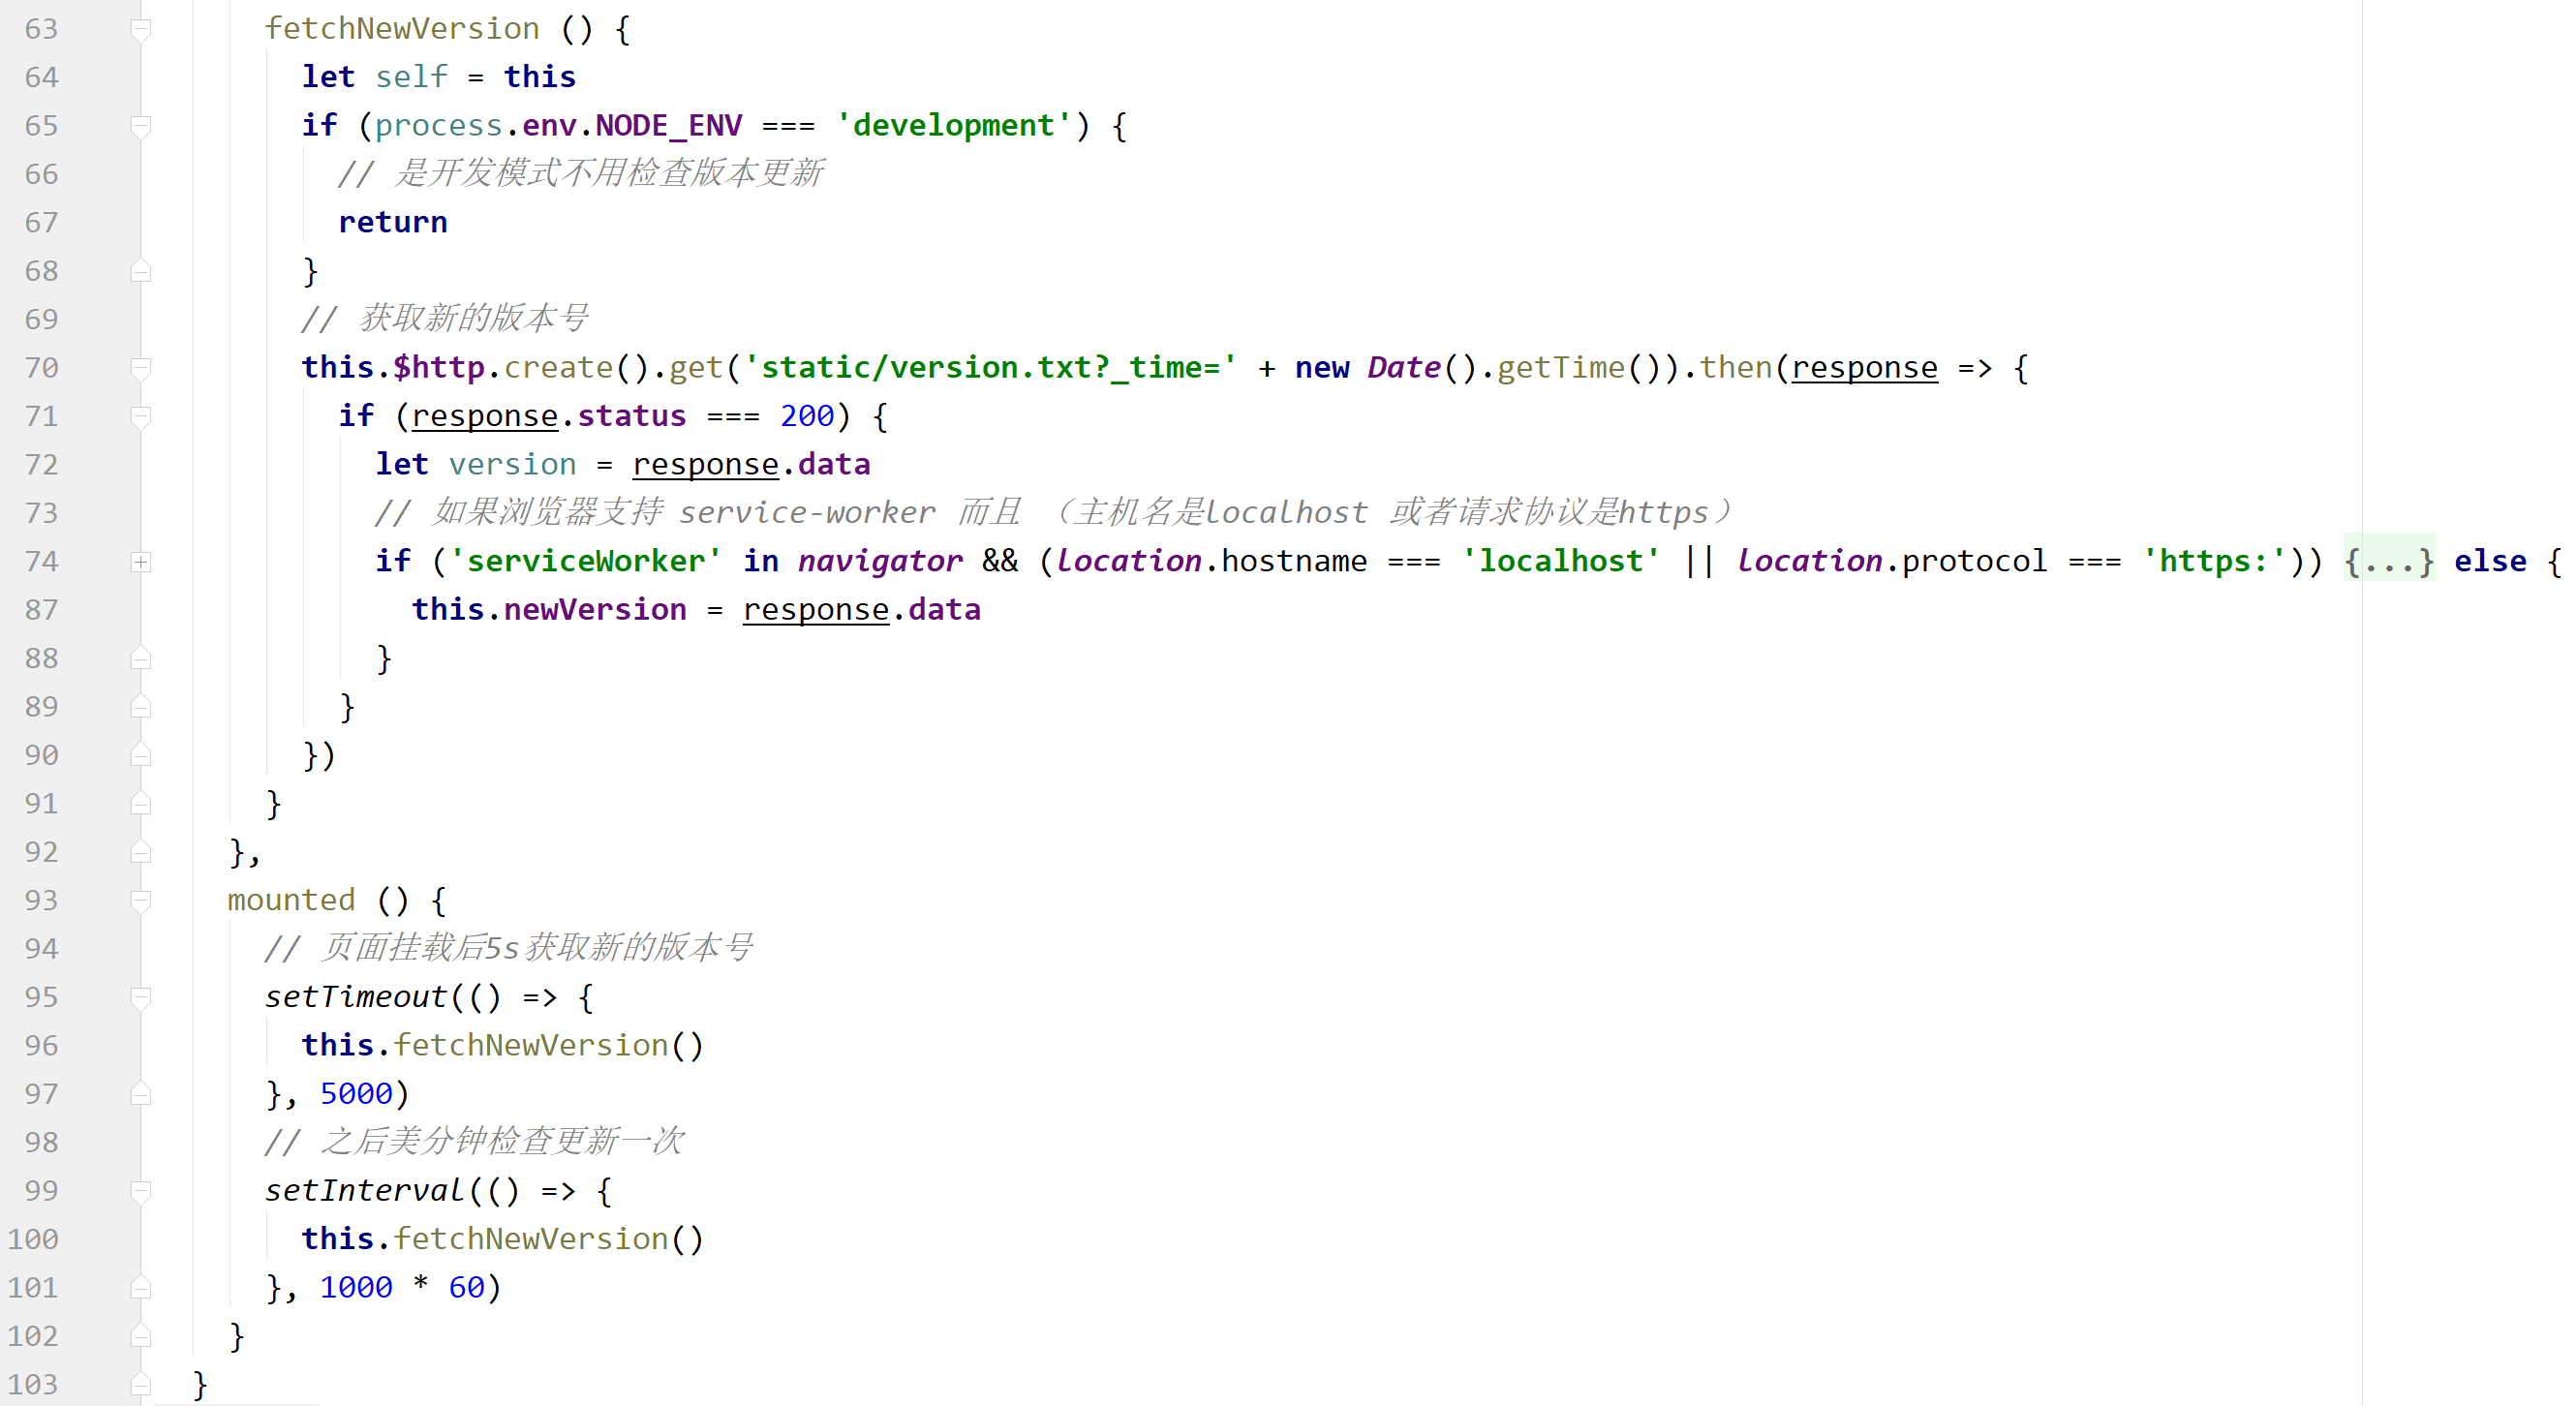 63 fetchNewVersion () {
64 let self = this
65 if (process.env.NODE_ENV === 'development') {
66 // 是开发模式不用检查版本更新
67 return
68 }
69 // 获取新的版本号
70 this.$http.create().get('static/version.txt?_time=' + new Date().getTime()).then(response => {
71 if (response.status === 200) {
72 let version = response.data
73 // 如果浏览器支持 service-worker 而且 （主机名是localhost 或者请求协议是https）
74 if ('serviceWorker' in navigator && (location.hostname === 'localhost' || location.protocol === 'https:')) {...} else {
87 this.newVersion = response.data
88 }
89 }
90 })
91 }
92 },
93 mounted () {
94 // 页面挂载后5s获取新的版本号
95 setTimeout(() => {
96 this.fetchNewVersion()
97 }, 5000)
98 // 之后美分钟检查更新一次
99 setInterval(() => {
100 this.fetchNewVersion()
101 }, 1000 * 60)
102 }
103 }